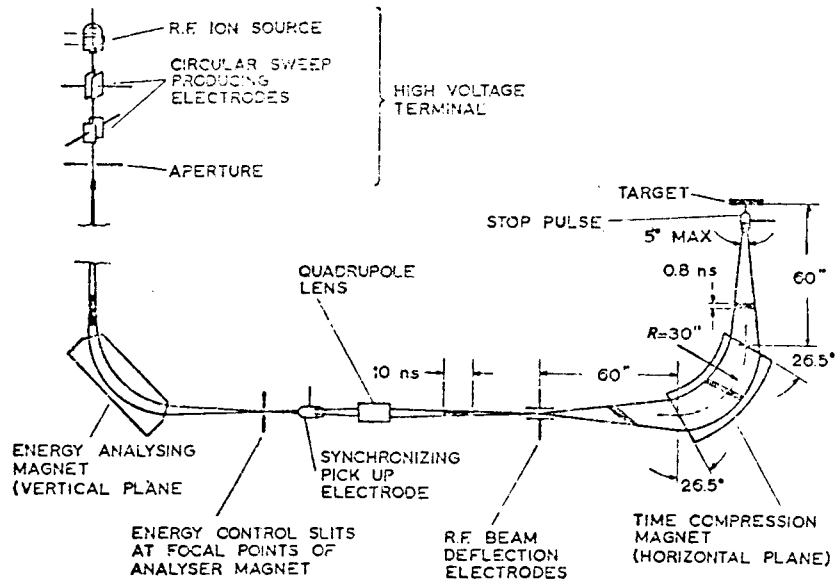 R.F. ION SOURCE
CIRCULAR SWEEP
PRODUCING
ELECTRODES
HIGH VOLTAGE
TERMINAL
APERTURE
TARGET
STOP PULSE
5° MAX
60"
0.8 ns
QUADRUPOLE
LENS
R=30"
26.5°
10 ns
60"
ENERGY ANALYSING
MAGNET
(VERTICAL PLANE
SYNCHRONIZING
PICK UP
ELECTRODE
26.5°
ENERGY CONTROL SLITS
AT FOCAL POINTS OF
ANALYSER MAGNET
R.F. BEAM
DEFLECTION
ELECTRODES
TIME COMPRESSION
MAGNET
(HORIZONTAL PLANE)